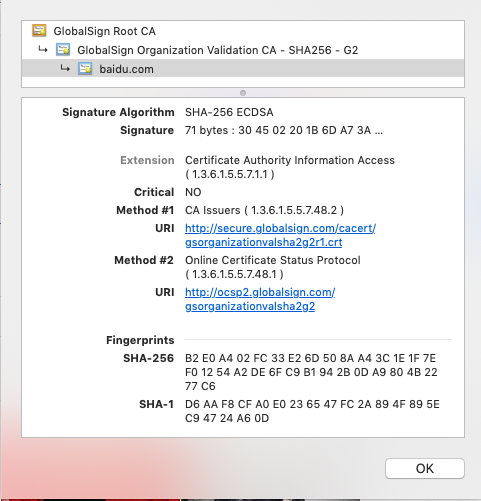 GlobalSign Root CA
GlobalSign Organization Validation CA - SHA256 - G2
baidu.com
Signature Algorithm SHA-256 ECDSA
Signature 71 bytes : 30 45 02 20 1B 6D A7 3A ...
Extension Certificate Authority Information Access
( 1.3.6.1.5.5.7.1.1 )
Critical NO
Method #1 CA Issuers ( 1.3.6.1.5.5.7.48.2 )
URI http://secure.globalsign.com/cacert/
gsorganizationvalsha2g2r1.crt
Method #2 Online Certificate Status Protocol
( 1.3.6.1.5.5.7.48.1 )
URI http://ocsp2.globalsign.com/
gsorganizationvalsha2g2
Fingerprints
SHA-256 B2 E0 A4 02 FC 33 E2 6D 50 8A A4 3C 1E 1F 7E
F0 12 54 A2 DE 6F C9 B1 94 2B 0D A9 80 4B 22
77 C6
SHA-1 D6 AA F8 CF A0 E0 23 65 47 FC 2A 89 4F 89 5E
C9 47 24 A6 0D
OK